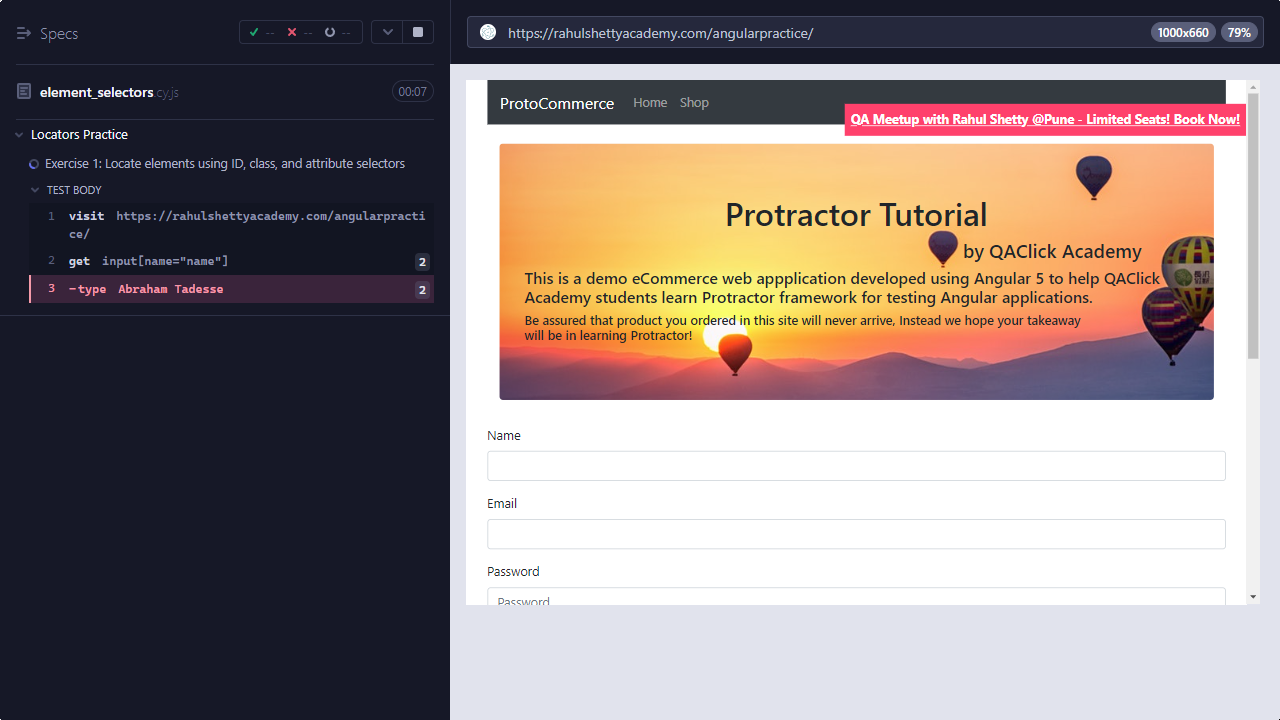 Specs
-- -- --
element_selectors.cy.js
00:07
Locators Practice
Exercise 1: Locate elements using ID, class, and attribute selectors
TEST BODY
1 visit https://rahulshettyacademy.com/angularpracti
ce/
2 get input[name="name"] 2
3 -type Abraham Tadesse 2
https://rahulshettyacademy.com/angularpractice/
1000x660 79%
ProtoCommerce Home Shop
QA Meetup with Rahul Shetty @Pune - Limited Seats! Book Now!
Protractor Tutorial
by QAClick Academy
This is a demo eCommerce web appplication developed using Angular 5 to help QAClick
Academy students learn Protractor framework for testing Angular applications.
Be assured that product you ordered in this site will never arrive, Instead we hope your takeaway
will be in learning Protractor!
Name
Email
Password
Password